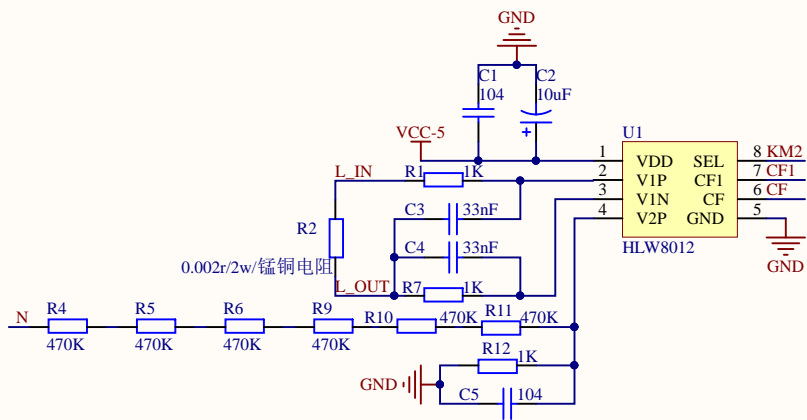 GND
C1
C2
104
10uF
VCC-5
U1
1 VDD SEL 8 KM2
2 V1P CF1 7 CF1
3 V1N CF 6 CF
4 V2P GND 5
HLW8012
GND
L_IN
R1
1K
R2
C3
33nF
C4
33nF
0.002r/2w/锰铜电阻
L_OUT
R7
1K
N
R4
R5
R6
R9
R10
470K
R11
470K
470K
470K
470K
470K
R12
1K
GND
C5
104